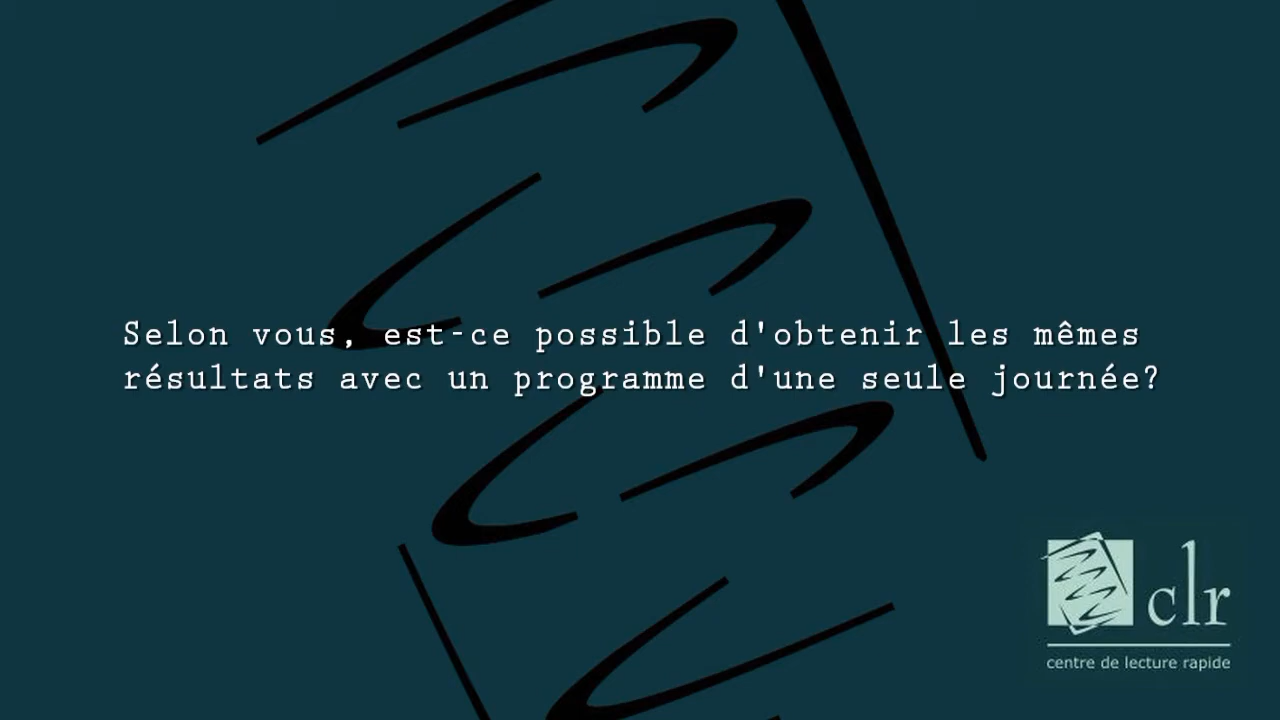 Selon vous, est-ce possible d'obtenir les mêmes
résultats avec un programme d'une seule journée?
clr
centre de lecture rapide